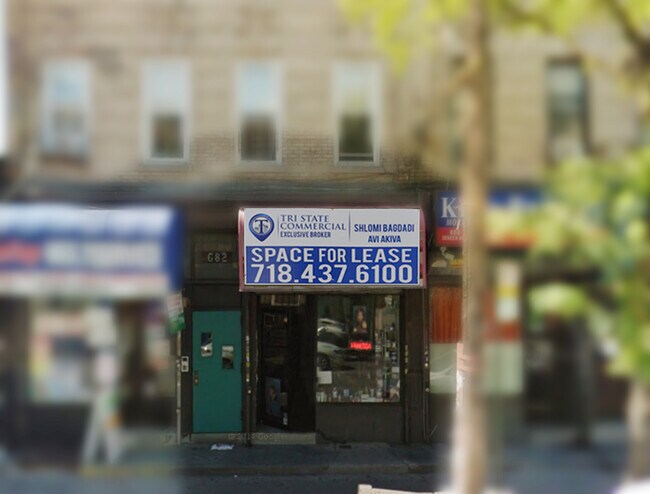 TRI STATE
COMMERCIAL
EXCLUSIVE BROKER
SHLOMI BAGDADI
AVI AKIVA
SPACE FOR LEASE
718.437.6100
682